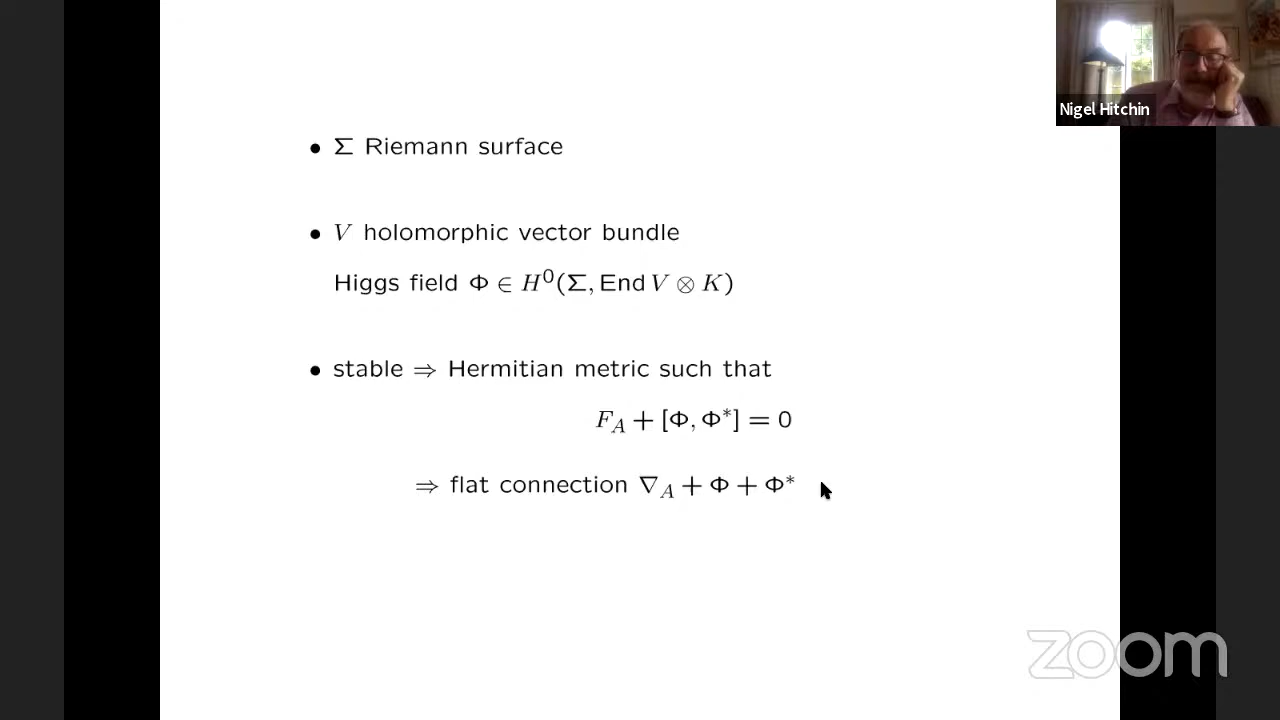 Nigel Hitchin
• Σ Riemann surface
• V holomorphic vector bundle
Higgs field Φ ∈ H⁰(Σ, End V ⊗ K)
• stable ⇒ Hermitian metric such that
F_A + [Φ, Φ*] = 0
⇒ flat connection ∇_A + Φ + Φ*
zoom